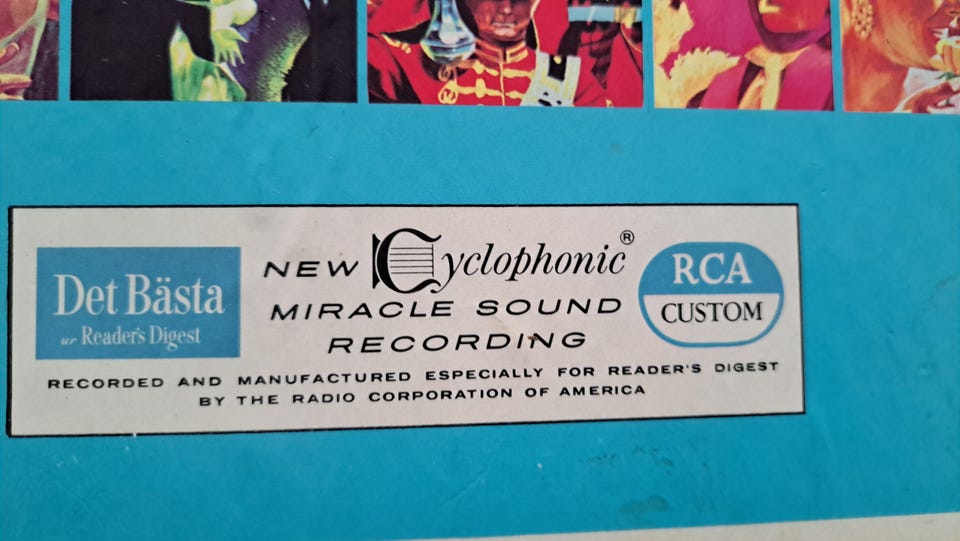 Det Bästa
ur Reader's Digest
NEW Cyclophonic®
MIRACLE SOUND
RECORDING
RCA
CUSTOM
RECORDED AND MANUFACTURED ESPECIALLY FOR READER'S DIGEST
BY THE RADIO CORPORATION OF AMERICA